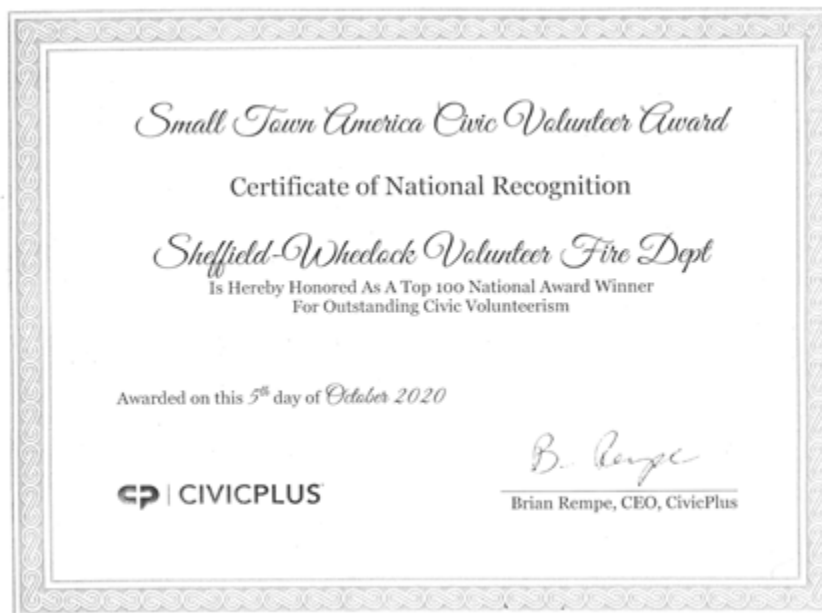 Small Town America Civic Volunteer Award
Certificate of National Recognition
Sheffield-Wheelock Volunteer Fire Dept
Is Hereby Honored As A Top 100 National Award Winner
For Outstanding Civic Volunteerism
Awarded on this 5th day of October 2020
B. Rempe
CP | CIVICPLUS
Brian Rempe, CEO, CivicPlus